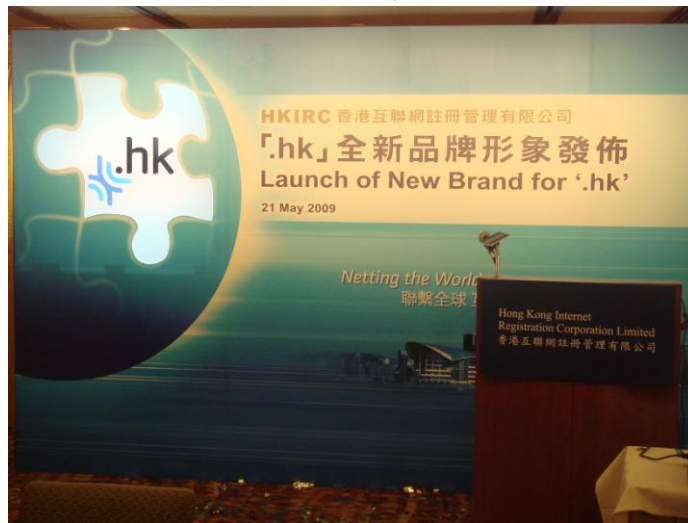 .hk
HKIRC 香港互聯網註冊管理有限公司
「.hk」全新品牌形象發佈
Launch of New Brand for ‘.hk’
21 May 2009
Netting the World
聯繫全球
Hong Kong Internet
Registration Corporation Limited
香港互聯網註冊管理有限公司